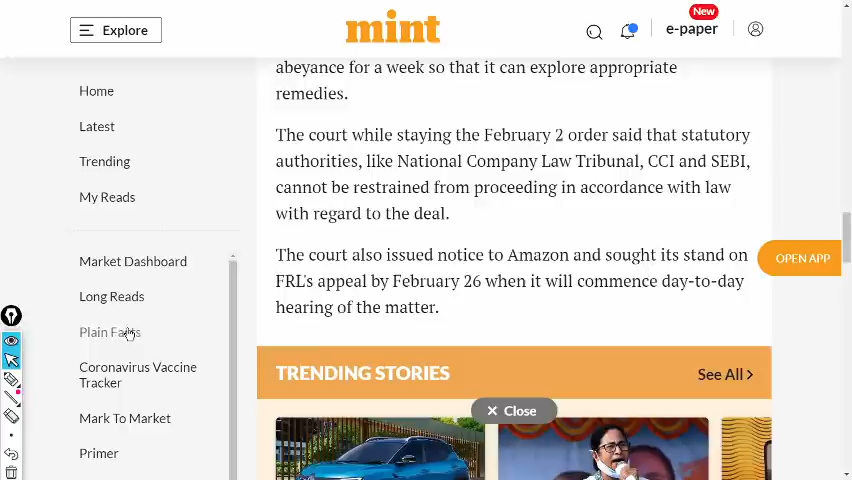 Explore
mint
New
e-paper
Home
Latest
Trending
My Reads
Market Dashboard
Long Reads
Plain Facts
Coronavirus Vaccine
Tracker
Mark To Market
Primer
abeyance for a week so that it can explore appropriate
remedies.
The court while staying the February 2 order said that statutory
authorities, like National Company Law Tribunal, CCI and SEBI,
cannot be restrained from proceeding in accordance with law
with regard to the deal.
The court also issued notice to Amazon and sought its stand on
FRL's appeal by February 26 when it will commence day-to-day
hearing of the matter.
OPEN APP
TRENDING STORIES
See All
Close